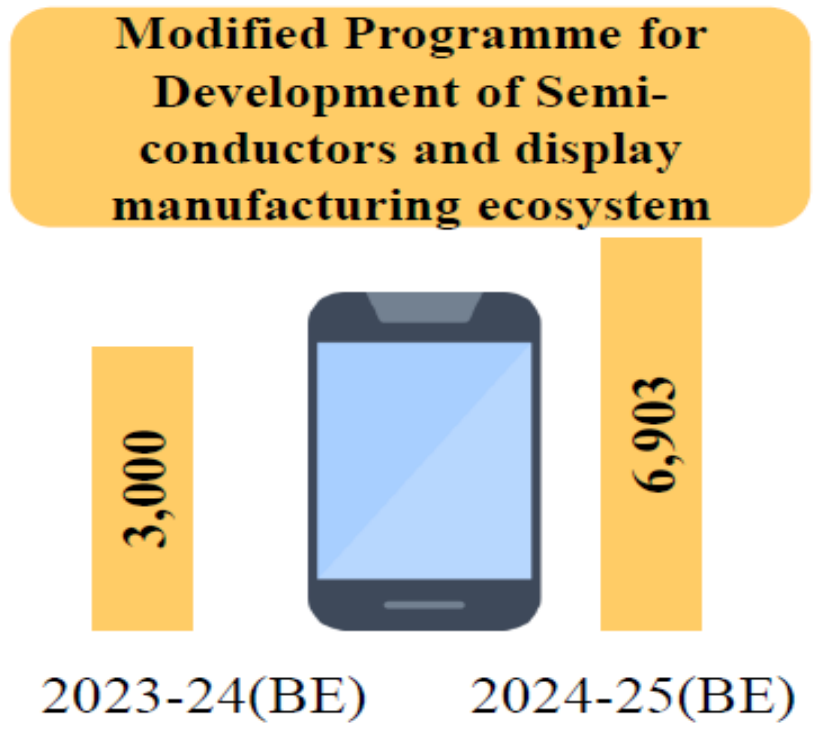 Modified Programme for
Development of Semi-
conductors and display
manufacturing ecosystem
3,000
6,903
2023-24(BE)
2024-25(BE)